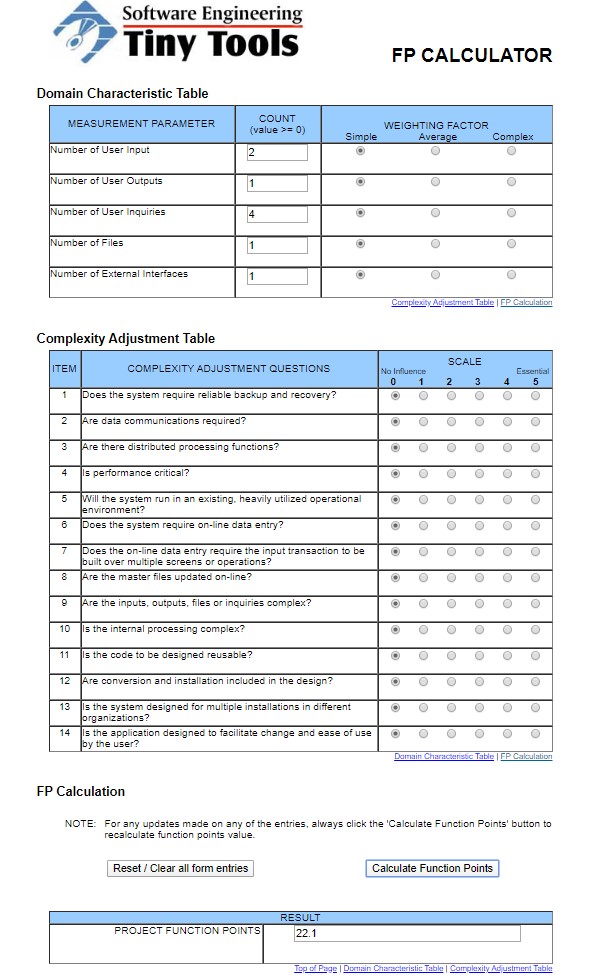 Software Engineering
Tiny Tools
FP CALCULATOR
Domain Characteristic Table
MEASUREMENT PARAMETER
COUNT
(value >= 0)
WEIGHTING FACTOR
Simple Average Complex
Number of User Input 2
Number of User Outputs 1
Number of User Inquiries 4
Number of Files 1
Number of External Interfaces 1
Complexity Adjustment Table | FP Calculation
Complexity Adjustment Table
ITEM COMPLEXITY ADJUSTMENT QUESTIONS
SCALE
No Influence Essential
0 1 2 3 4 5
1 Does the system require reliable backup and recovery?
2 Are data communications required?
3 Are there distributed processing functions?
4 Is performance critical?
5 Will the system run in an existing, heavily utilized operational
environment?
6 Does the system require on-line data entry?
7 Does the on-line data entry require the input transaction to be
built over multiple screens or operations?
8 Are the master files updated on-line?
9 Are the inputs, outputs, files or inquiries complex?
10 Is the internal processing complex?
11 Is the code to be designed reusable?
12 Are conversion and installation included in the design?
13 Is the system designed for multiple installations in different
organizations?
14 Is the application designed to facilitate change and ease of use
by the user?
Domain Characteristic Table | FP Calculation
FP Calculation
NOTE: For any updates made on any of the entries, always click the 'Calculate Function Points' button to
recalculate function points value.
Reset / Clear all form entries Calculate Function Points
RESULT
PROJECT FUNCTION POINTS 22.1
Top of Page | Domain Characteristic Table | Complexity Adjustment Table